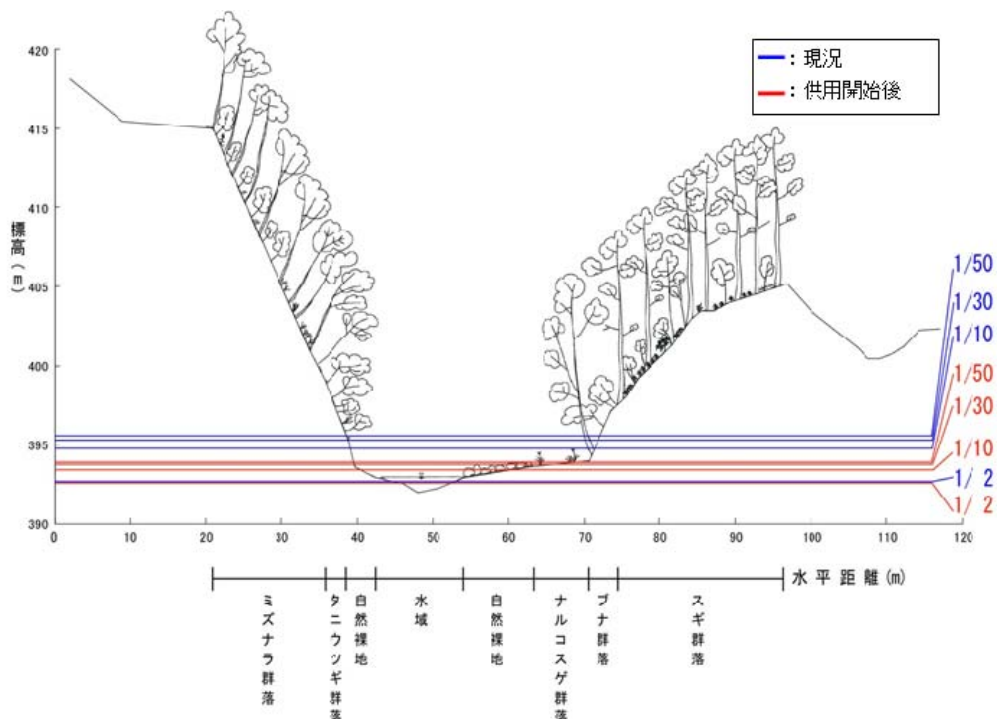 ━: 現況
━: 供用開始後
標高(m)
420
415
410
405
400
395
390
1/50
1/30
1/10
1/50
1/30
1/10
1/ 2
1/ 2
0 10 20 30 40 50 60 70 80 90 100 110 120
水平距離(m)
ミズナラ群落
タニウツギ群落
自然裸地
水域
自然裸地
ナルコスゲ群落
ブナ群落
スギ群落